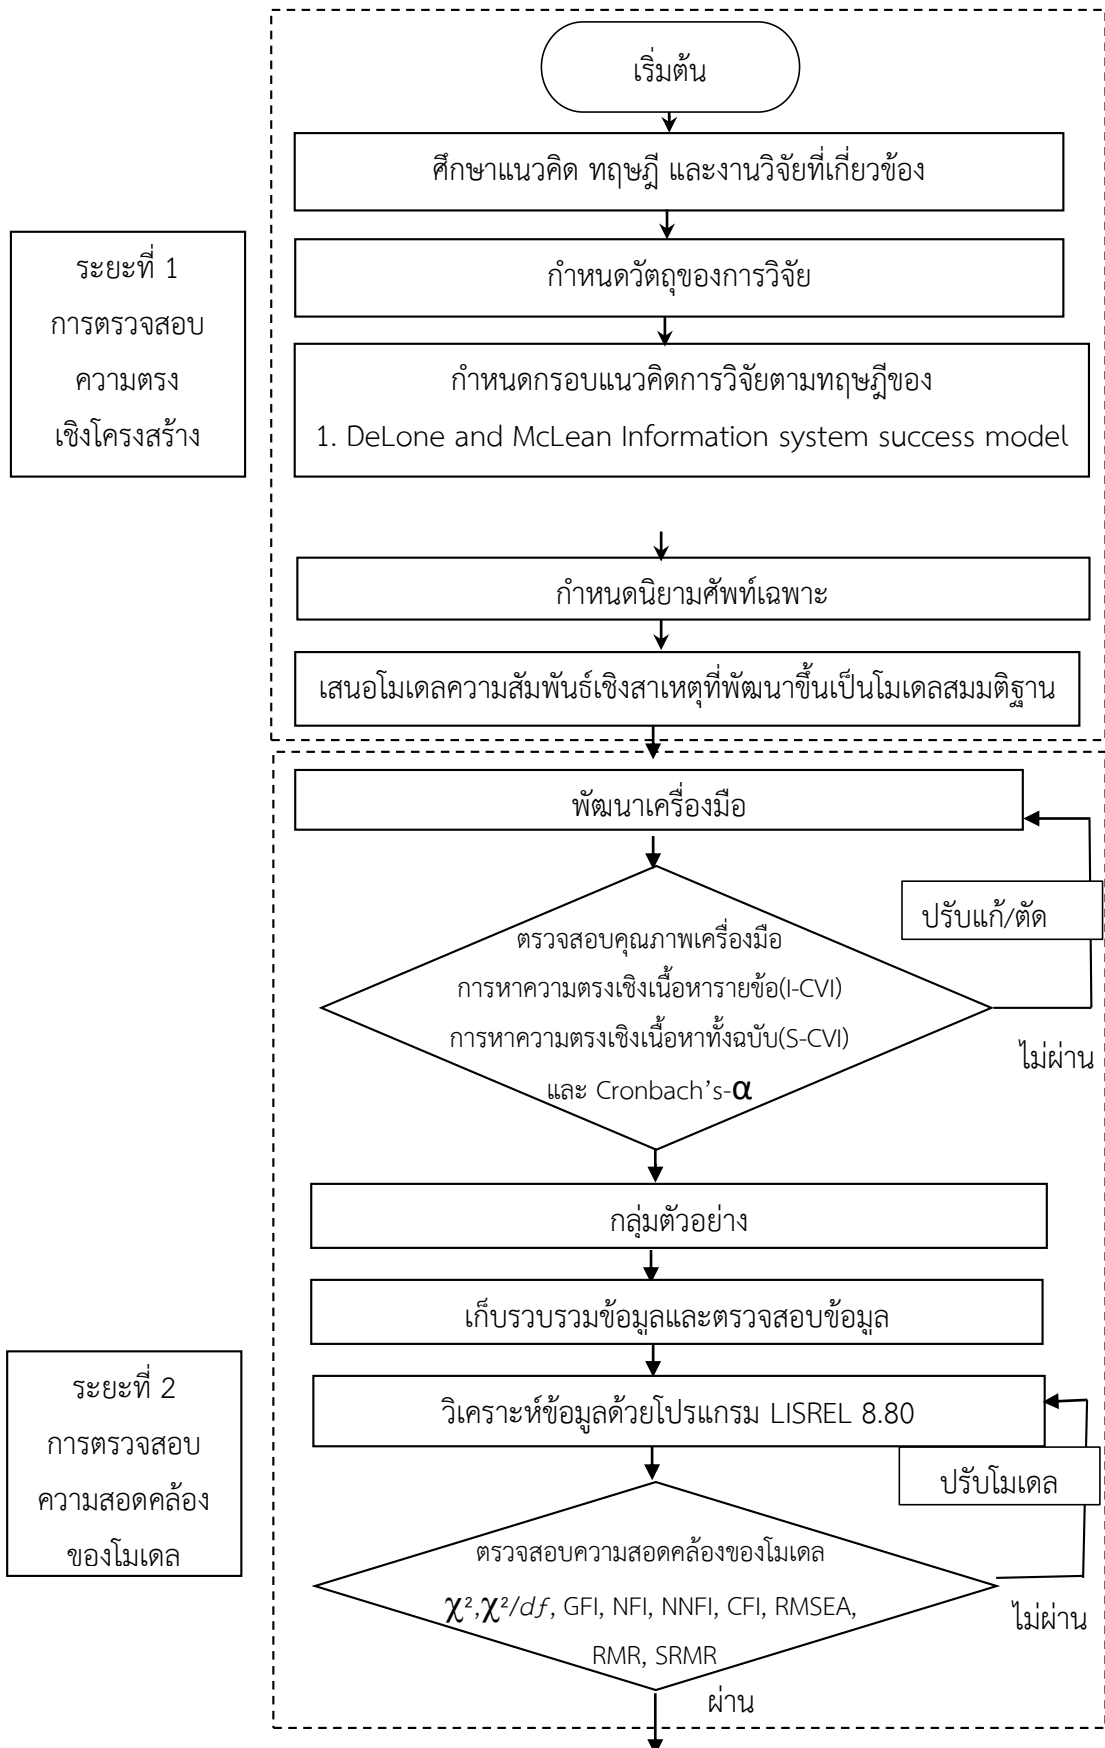 เริ่มต้น
ศึกษาแนวคิด ทฤษฎี และงานวิจัยที่เกี่ยวข้อง
กำหนดวัตถุของการวิจัย
ระยะที่ 1
การตรวจสอบ
ความตรง
เชิงโครงสร้าง
กำหนดกรอบแนวคิดการวิจัยตามทฤษฎีของ
1. DeLone and McLean Information system success model
กำหนดนิยามศัพท์เฉพาะ
เสนอโมเดลความสัมพันธ์เชิงสาเหตุที่พัฒนาขึ้นเป็นโมเดลสมมติฐาน
พัฒนาเครื่องมือ
ปรับแก้/ตัด
ตรวจสอบคุณภาพเครื่องมือ
การหาความตรงเชิงเนื้อหารายข้อ(I-CVI)
การหาความตรงเชิงเนื้อหาทั้งฉบับ(S-CVI)
และ Cronbach's-α
ไม่ผ่าน
กลุ่มตัวอย่าง
เก็บรวบรวมข้อมูลและตรวจสอบข้อมูล
ระยะที่ 2
การตรวจสอบ
ความสอดคล้อง
ของโมเดล
วิเคราะห์ข้อมูลด้วยโปรแกรม LISREL 8.80
ปรับโมเดล
ตรวจสอบความสอดคล้องของโมเดล
χ²,χ²/df, GFI, NFI, NNFI, CFI, RMSEA,
RMR, SRMR
ไม่ผ่าน
ผ่าน